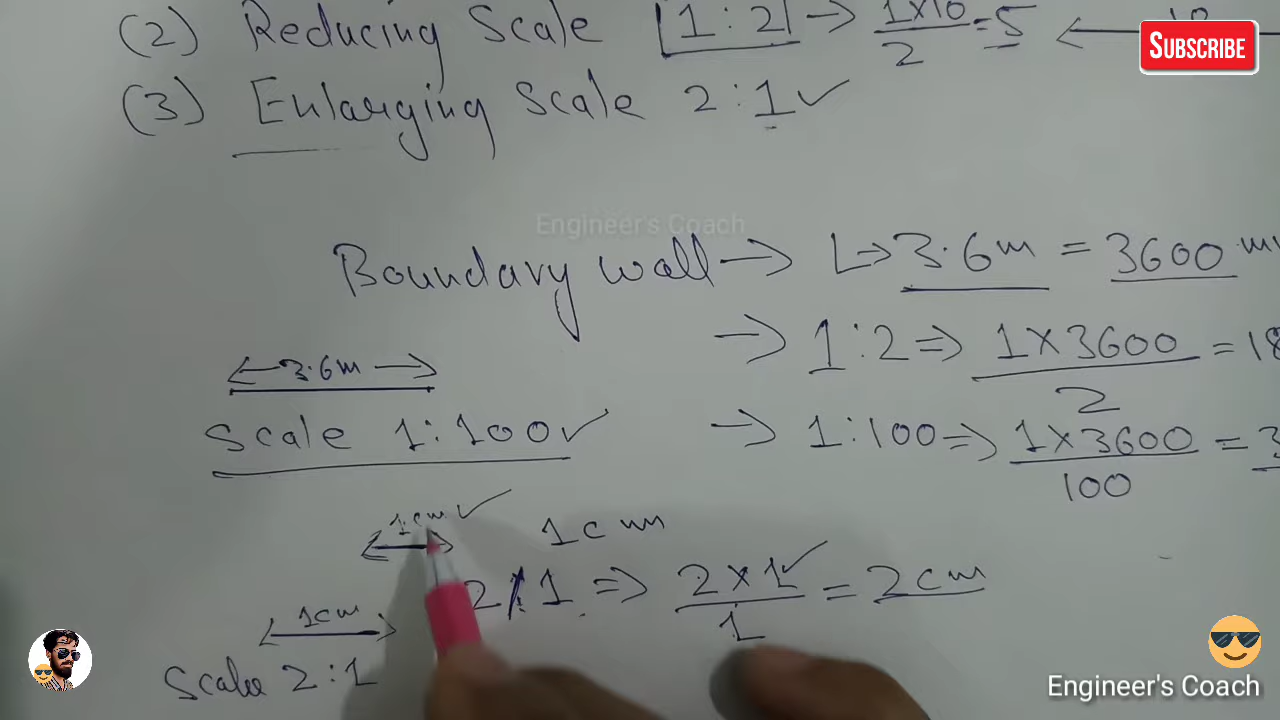 (2) Reducing Scale 1:2 → 1×10/2 = 5
SUBSCRIBE
(3) Enlarging Scale 2:1 ✓
Engineer's Coach
Boundary wall → L → 3.6m = 3600
→ 1:2 ⇒ 1×3600/2 = 18
←3.6m→
Scale 1:100 ✓ → 1:100 ⇒ 1×3600/100 = 3
1cm ✓ 1cm
2/1 ⇒ 2×1/1 = 2cm
1cm
Scale 2:1
Engineer's Coach